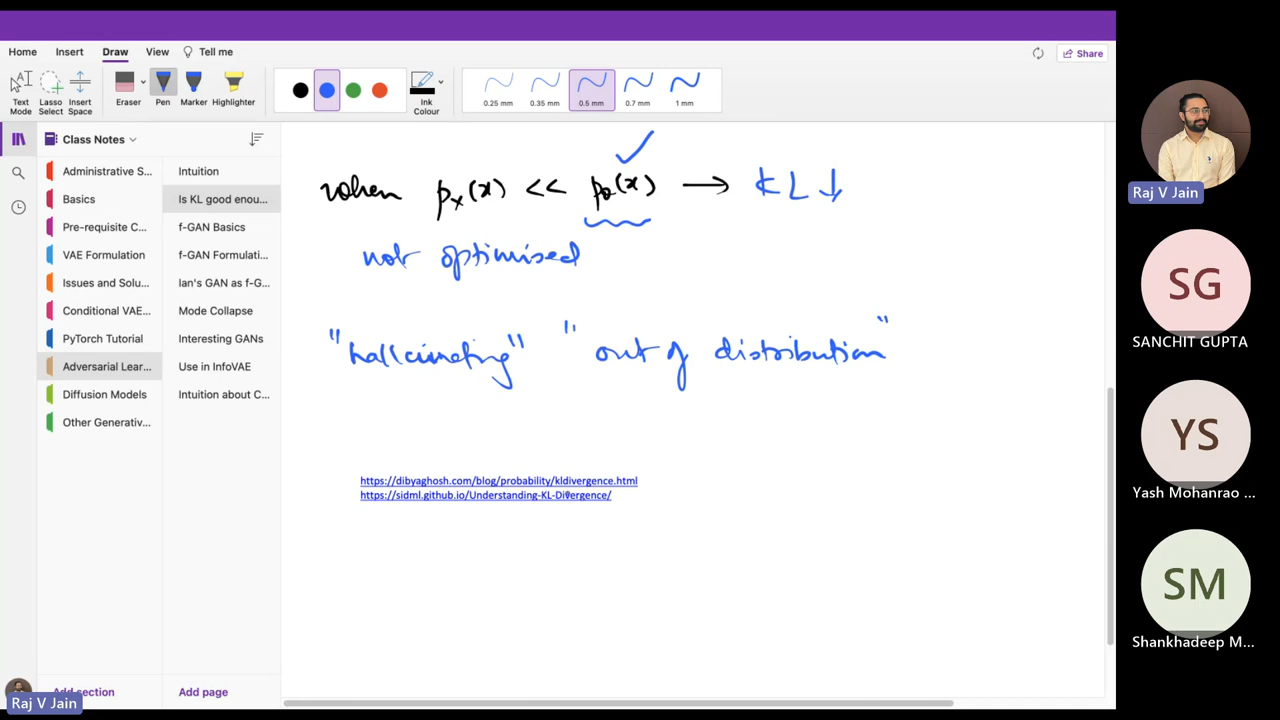 Home Insert Draw View Tell me
Share
Text Mode
Lasso Select
Insert Space
Eraser
Pen
Marker
Highlighter
Ink Colour
0.25 mm 0.35 mm 0.5 mm 0.7 mm 1 mm
Class Notes
Administrative S...
Basics
Pre-requisite C...
VAE Formulation
Issues and Solu...
Conditional VAE...
PyTorch Tutorial
Adversarial Lear...
Diffusion Models
Other Generativ...
Add section
Intuition
Is KL good enou...
f-GAN Basics
f-GAN Formulati...
Ian's GAN as f-G...
Mode Collapse
Interesting GANs
Use in InfoVAE
Intuition about C...
Add page
when pₓ(x) << p_θ(x) → KL ↓
not optimised
"hallucinating" "out of distribution"
https://dibyaghosh.com/blog/probability/kldivergence.html
https://sidml.github.io/Understanding-KL-Divergence/
Raj V Jain
SG
SANCHIT GUPTA
YS
Yash Mohanrao ...
SM
Shankhadeep M...
Raj V Jain